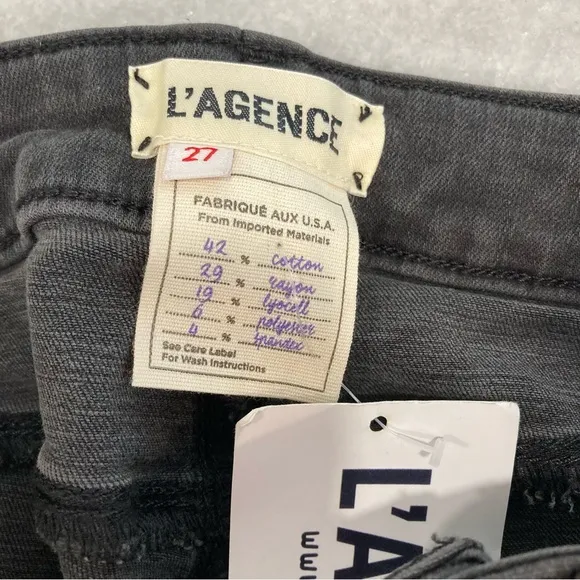 L'AGENCE
27
FABRIQUÉ AUX U.S.A.
From Imported Materials
42 % cotton
29 % rayon
19 % lyocell
6 % polyester
4 % spandex
See Care Label
For Wash Instructions
L'A